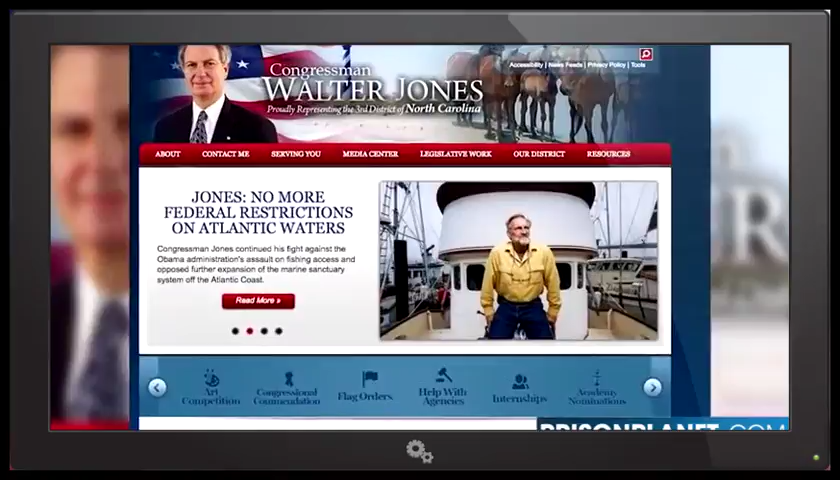 Accessibility | News Feeds | Privacy Policy | Tools
Congressman
WALTER JONES
Proudly Representing the 3rd District of North Carolina
ABOUT CONTACT ME SERVING YOU MEDIA CENTER LEGISLATIVE WORK OUR DISTRICT RESOURCES
JONES: NO MORE
FEDERAL RESTRICTIONS
ON ATLANTIC WATERS
Congressman Jones continued his fight against the
Obama administration's assault on fishing access and
opposed further expansion of the marine sanctuary
system off the Atlantic Coast.
Read More »
Art
Competition
Congressional
Commendation
Flag Orders
Help With
Agencies
Internships
Academy
Nominations
PRISONPLANET.COM
R